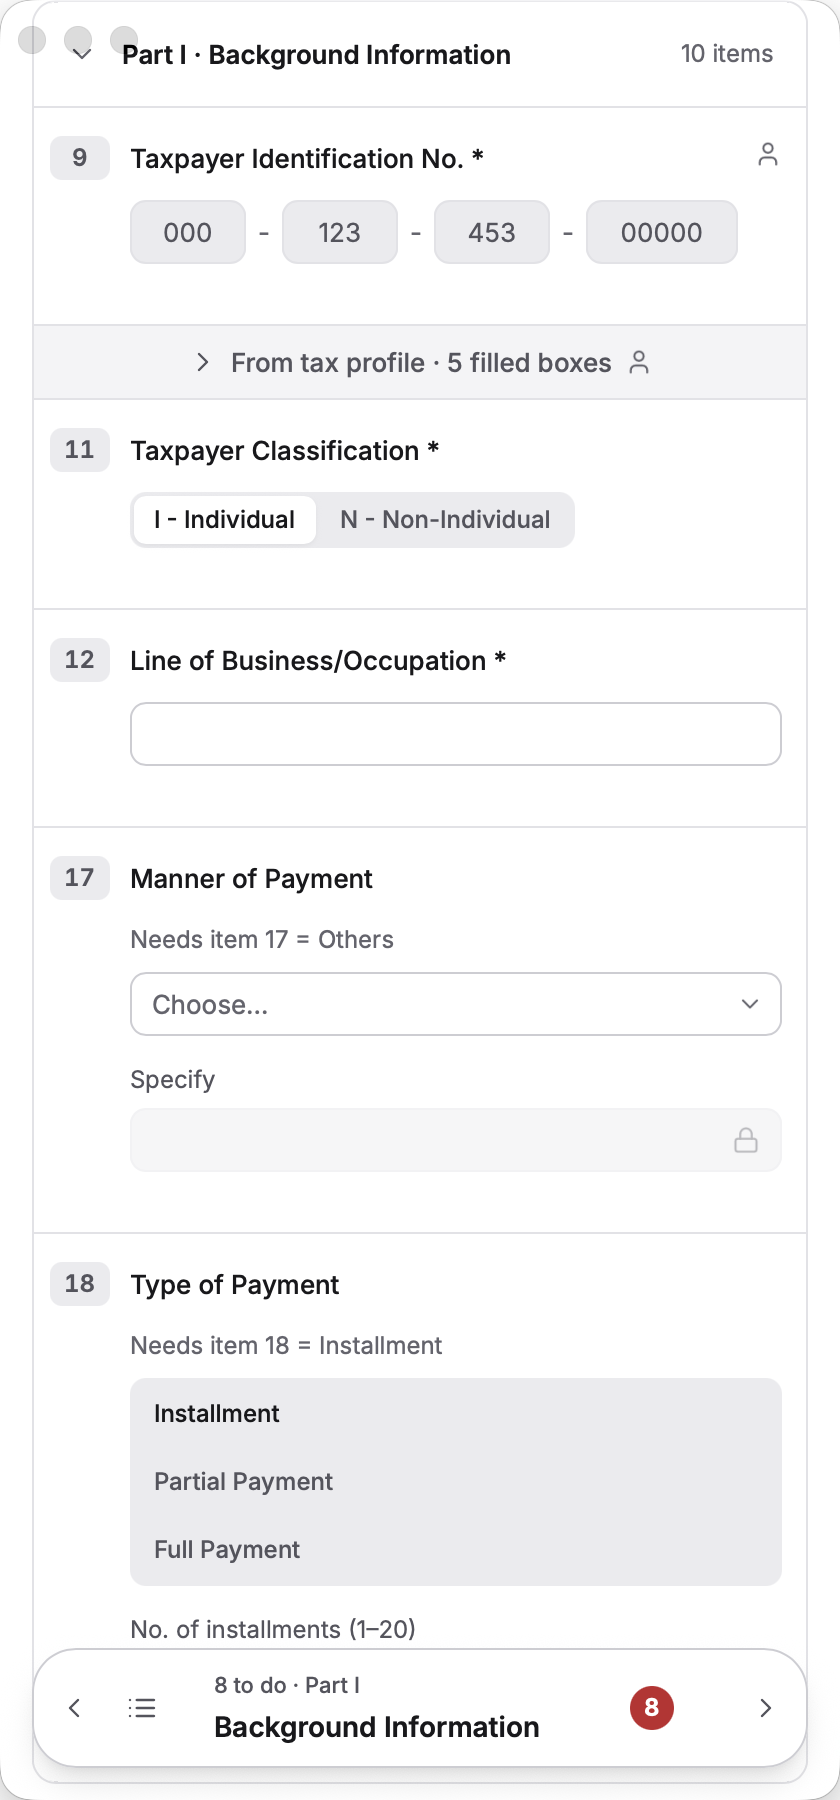 Part I · Background Information
10 items
9
Taxpayer Identification No. *
000 - 123 - 453 - 00000
From tax profile · 5 filled boxes
11
Taxpayer Classification *
I - Individual
N - Non-Individual
12
Line of Business/Occupation *
17
Manner of Payment
Needs item 17 = Others
Choose...
Specify
18
Type of Payment
Needs item 18 = Installment
Installment
Partial Payment
Full Payment
No. of installments (1–20)
8 to do · Part I
Background Information
8